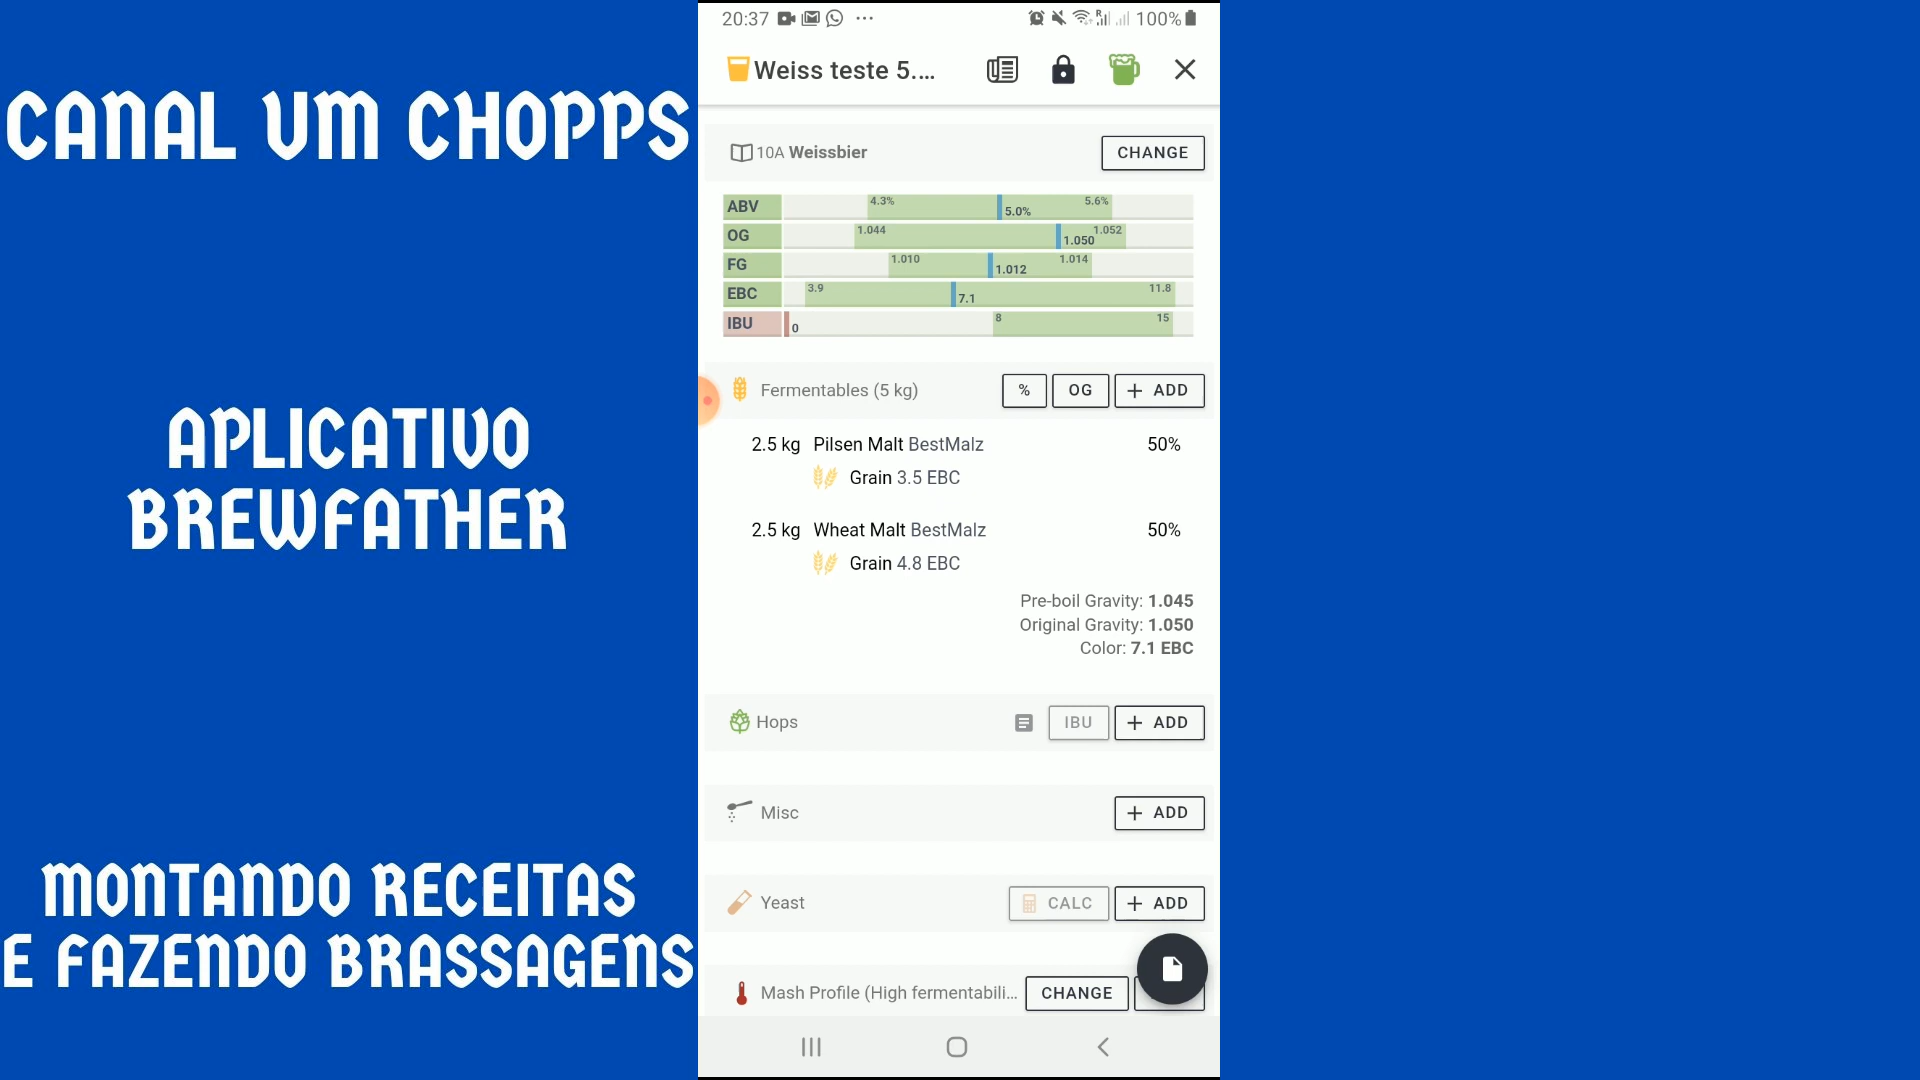 CANAL UM CHOPPS
APLICATIVO
BREWFATHER
MONTANDO RECEITAS
E FAZENDO BRASSAGENS
20:37 ... R 100%
Weiss teste 5....
10A Weissbier CHANGE
ABV 4.3% 5.0% 5.6%
OG 1.044 1.050 1.052
FG 1.010 1.012 1.014
EBC 3.9 7.1 11.8
IBU 0 8 15
Fermentables (5 kg) % OG + ADD
2.5 kg Pilsen Malt BestMalz 50%
Grain 3.5 EBC
2.5 kg Wheat Malt BestMalz 50%
Grain 4.8 EBC
Pre-boil Gravity: 1.045
Original Gravity: 1.050
Color: 7.1 EBC
Hops IBU + ADD
Misc + ADD
Yeast CALC + ADD
Mash Profile (High fermentabili... CHANGE